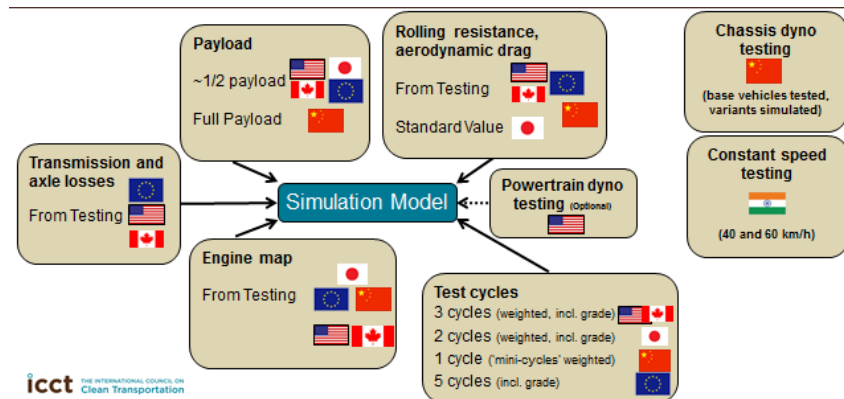 Payload
~1/2 payload
Full Payload
Rolling resistance,
aerodynamic drag
From Testing
Standard Value
Chassis dyno
testing
(base vehicles tested,
variants simulated)
Transmission and
axle losses
From Testing
Simulation Model
Powertrain dyno
testing (Optional)
Constant speed
testing
(40 and 60 km/h)
Engine map
From Testing
Test cycles
3 cycles (weighted, incl. grade)
2 cycles (weighted, incl. grade)
1 cycle ('mini-cycles' weighted)
5 cycles (incl. grade)
icct THE INTERNATIONAL COUNCIL ON
Clean Transportation